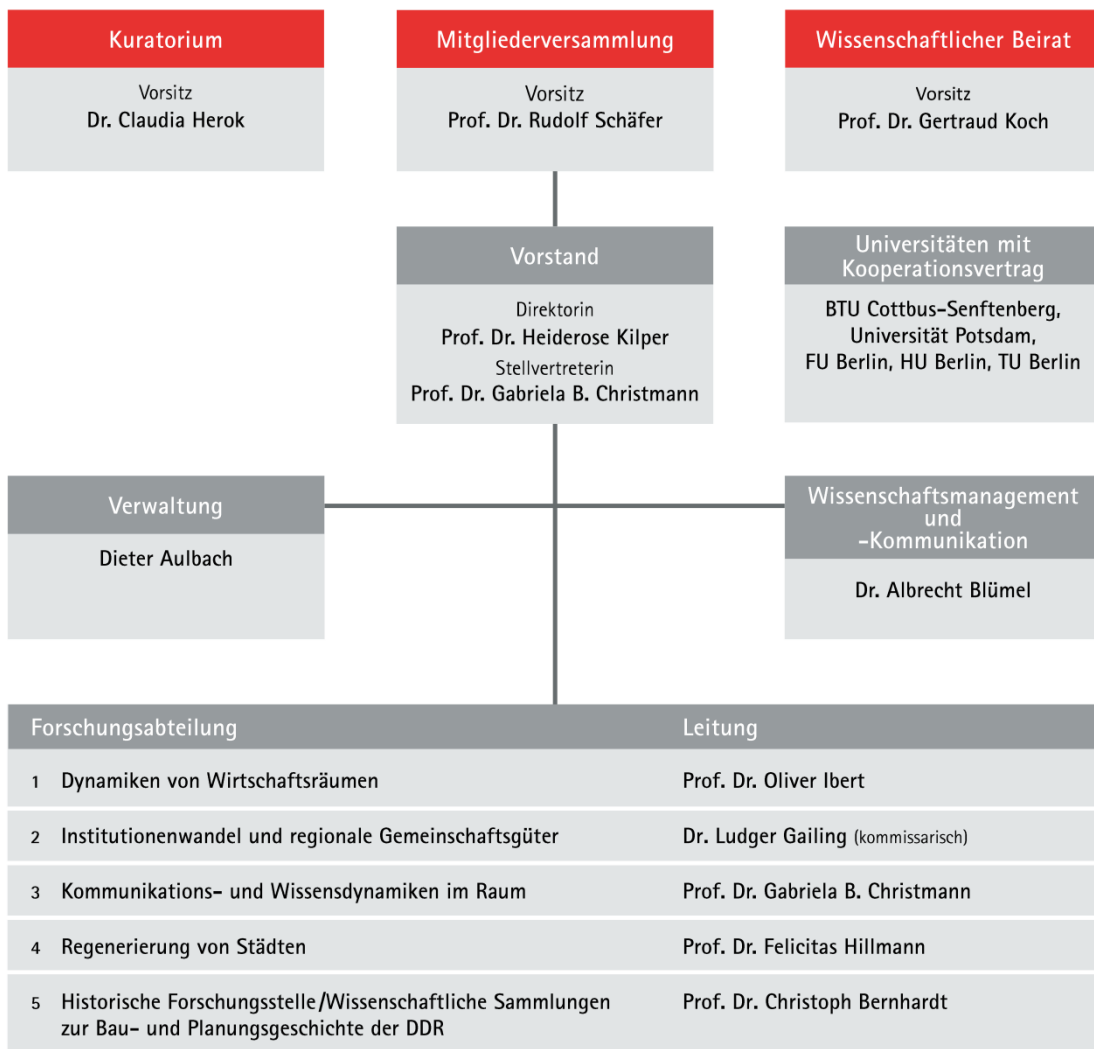 Kuratorium
Vorsitz
Dr. Claudia Herok
Mitgliederversammlung
Vorsitz
Prof. Dr. Rudolf Schäfer
Wissenschaftlicher Beirat
Vorsitz
Prof. Dr. Gertraud Koch
Vorstand
Direktorin
Prof. Dr. Heiderose Kilper
Stellvertreterin
Prof. Dr. Gabriela B. Christmann
Universitäten mit
Kooperationsvertrag
BTU Cottbus-Senftenberg,
Universität Potsdam,
FU Berlin, HU Berlin, TU Berlin
Verwaltung
Dieter Aulbach
Wissenschaftsmanagement
und
-Kommunikation
Dr. Albrecht Blümel
Forschungsabteilung Leitung
1 Dynamiken von Wirtschaftsräumen Prof. Dr. Oliver Ibert
2 Institutionenwandel und regionale Gemeinschaftsgüter Dr. Ludger Gailing (kommissarisch)
3 Kommunikations- und Wissensdynamiken im Raum Prof. Dr. Gabriela B. Christmann
4 Regenerierung von Städten Prof. Dr. Felicitas Hillmann
5 Historische Forschungsstelle/Wissenschaftliche Sammlungen Prof. Dr. Christoph Bernhardt
zur Bau- und Planungsgeschichte der DDR